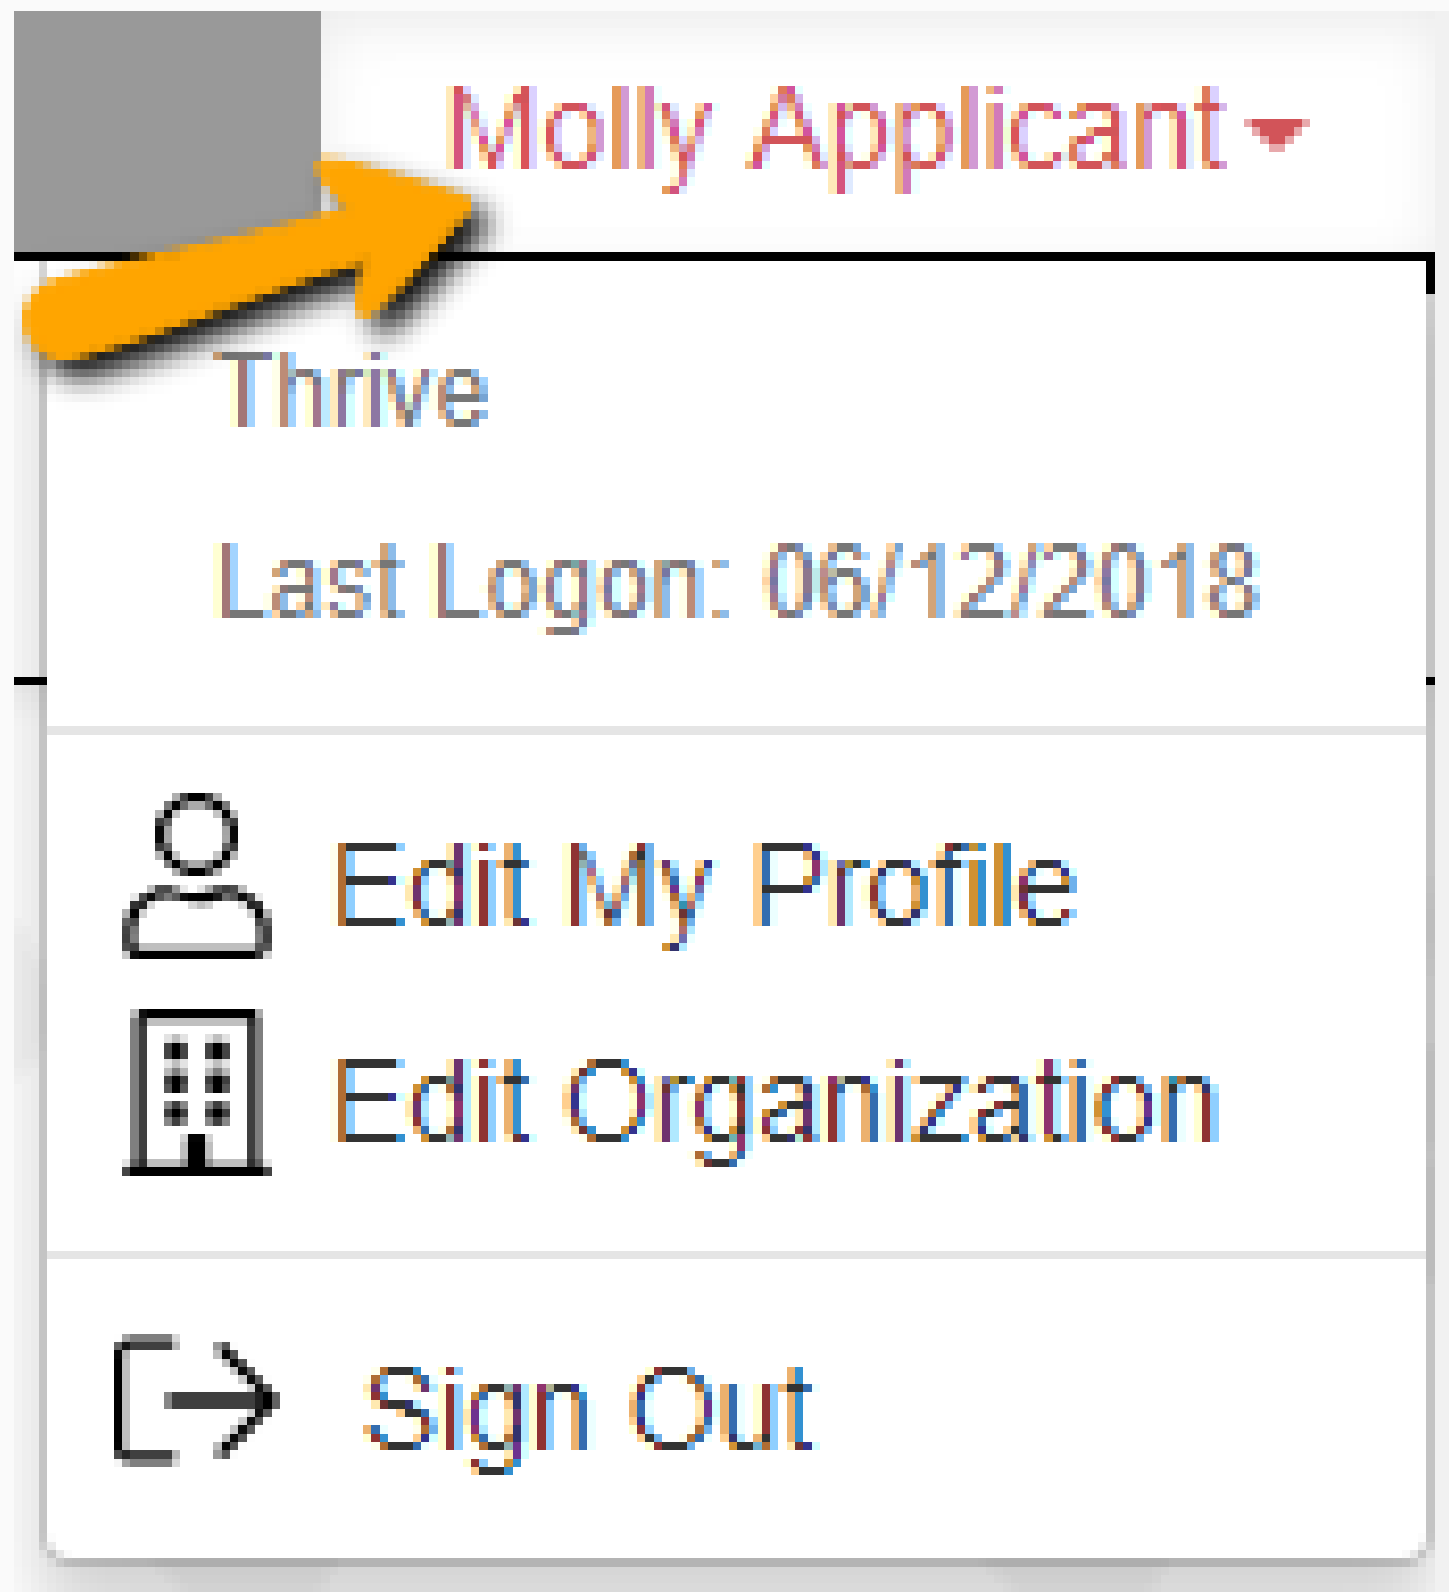 Molly Applicant
Thrive
Last Logon: 06/12/2018
Edit My Profile
Edit Organization
Sign Out